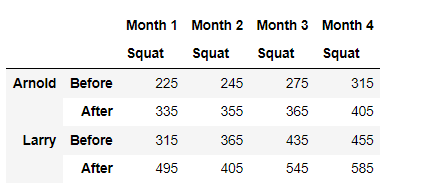 Month 1 Month 2 Month 3 Month 4
Squat Squat Squat Squat
Arnold Before 225 245 275 315
After 335 355 365 405
Larry Before 315 365 435 455
After 495 405 545 585